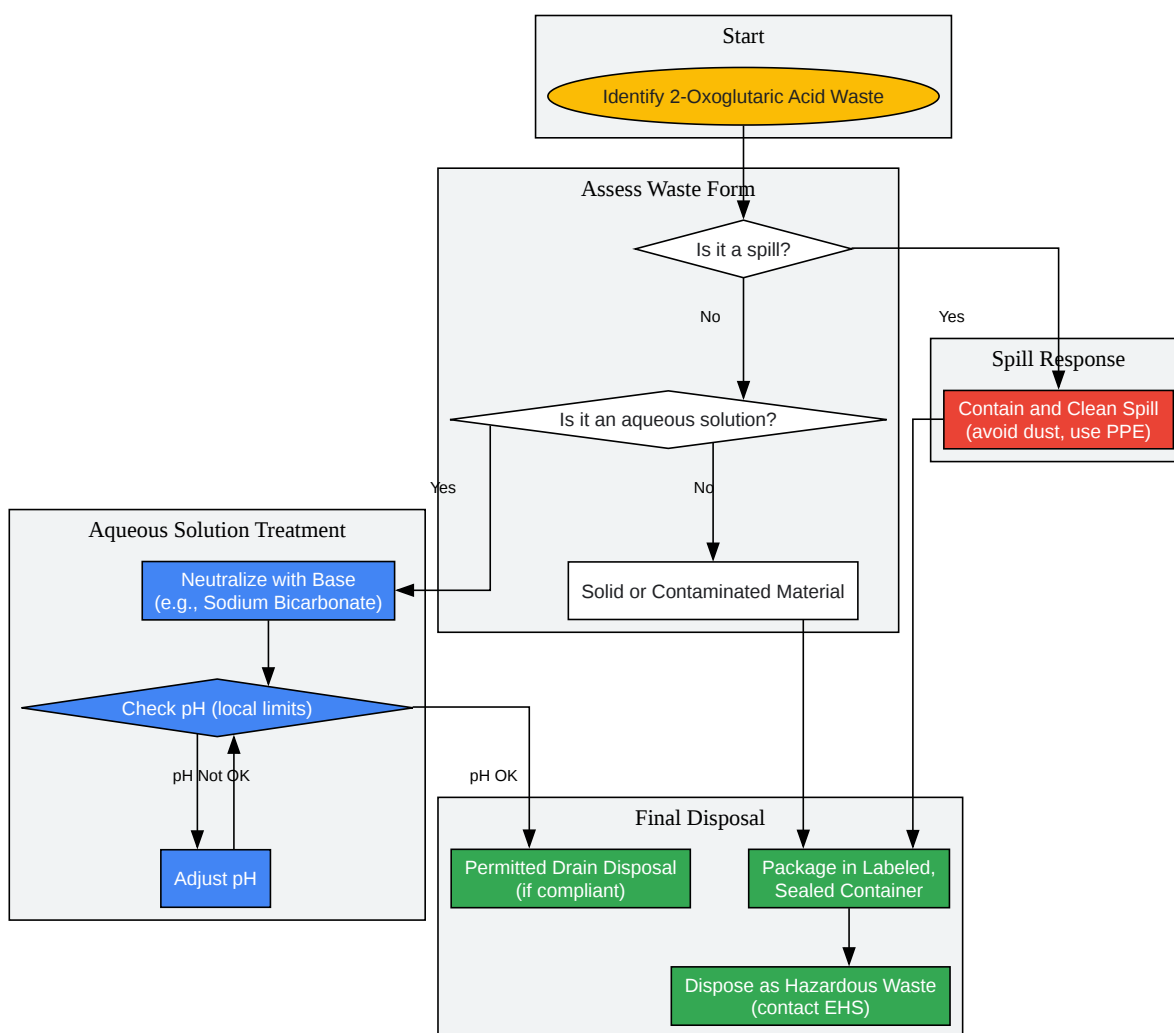 Start
Identify 2-Oxoglutaric Acid Waste
Assess Waste Form
Is it a spill?
No
Yes
Spill Response
Contain and Clean Spill
(avoid dust, use PPE)
Is it an aqueous solution?
Yes
No
Aqueous Solution Treatment
Neutralize with Base
(e.g., Sodium Bicarbonate)
Solid or Contaminated Material
Check pH (local limits)
pH Not OK
pH OK
Adjust pH
Final Disposal
Permitted Drain Disposal
(if compliant)
Package in Labeled,
Sealed Container
Dispose as Hazardous Waste
(contact EHS)